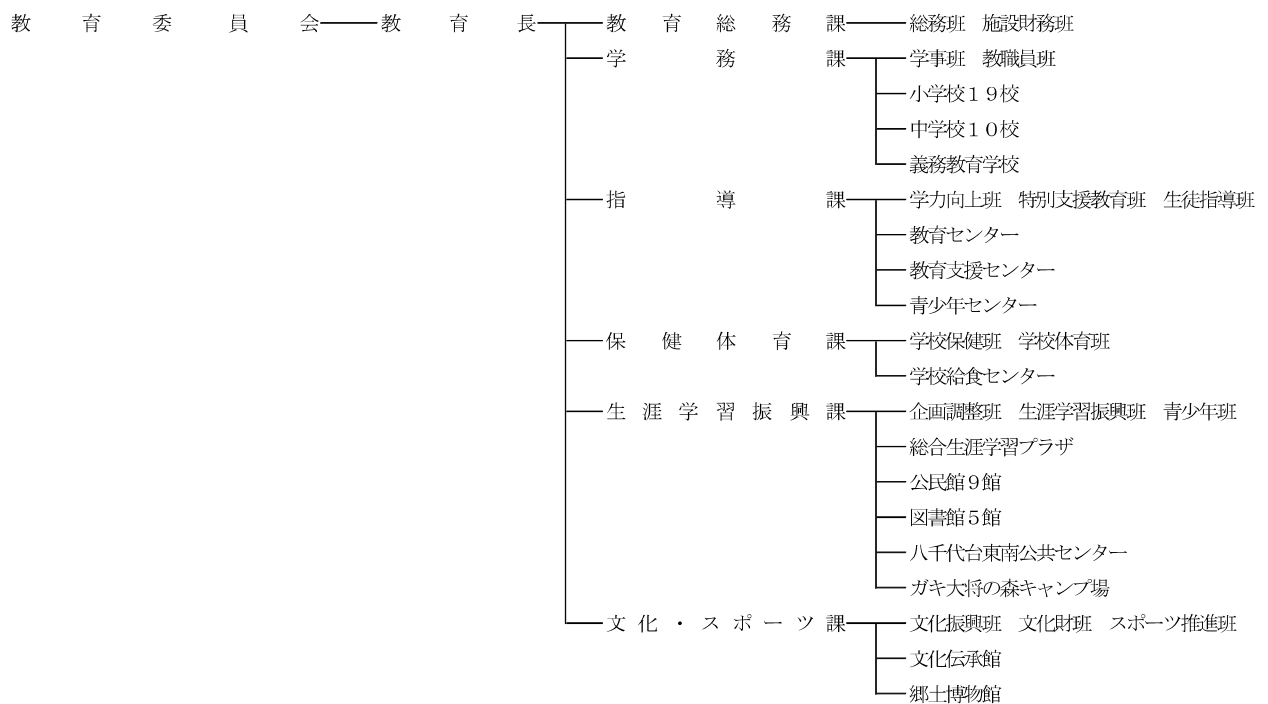 教育委員会 教育長 教育総務課 総務班　施設財務班
学務課 学事班　教職員班
小学校１９校
中学校１０校
義務教育学校
指導課 学力向上班　特別支援教育班　生徒指導班
教育センター
教育支援センター
青少年センター
保健体育課 学校保健班　学校体育班
学校給食センター
生涯学習振興課 企画調整班　生涯学習振興班　青少年班
総合生涯学習プラザ
公民館９館
図書館５館
八千代台東南公共センター
ガキ大将の森キャンプ場
文化・スポーツ課 文化振興班　文化財班　スポーツ推進班
文化伝承館
郷土博物館